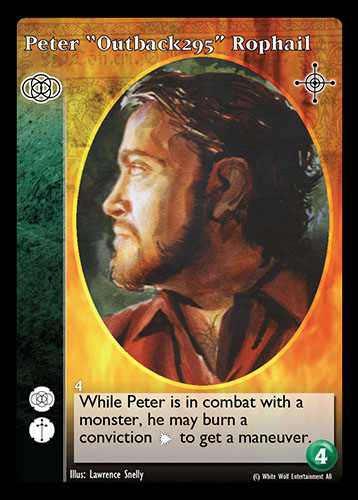 Peter "Outback295" Rophail
4
While Peter is in combat with a
monster, he may burn a
conviction to get a maneuver.
4
Illus: Lawrence Snelly
(C) White Wolf Entertainment AB